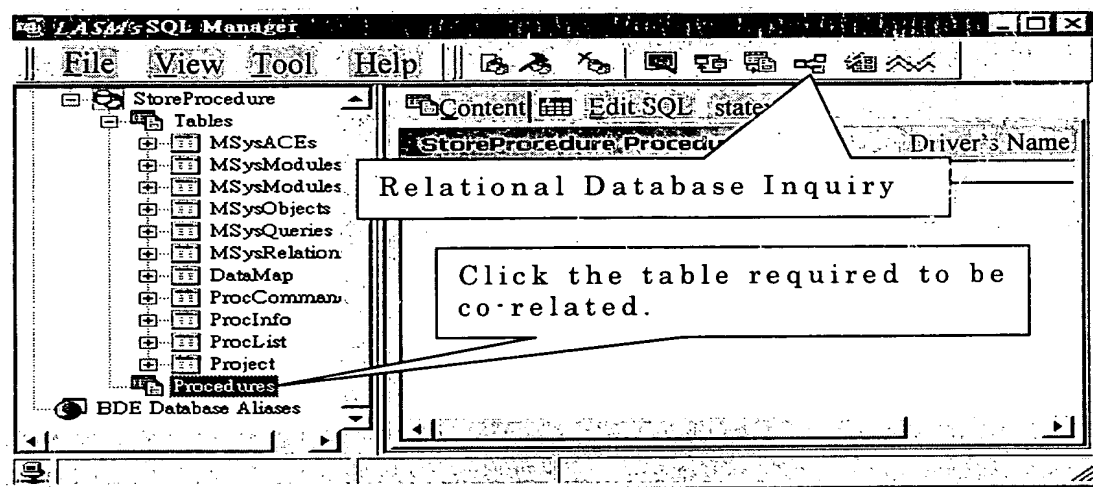 LASM's SQL Manager
File View Tool Help
StoreProcedure
Tables
MSysACEs
MSysModules
MSysModules
MSysObjects
MSysQueries
MSysRelation
DataMap
ProcComman
ProcInfo
ProcList
Project
Procedures
BDE Database Aliases
Content Edit SQL state
StoreProcedure Procedu Driver's Name
Relational Database Inquiry
Click the table required to be
co-related.